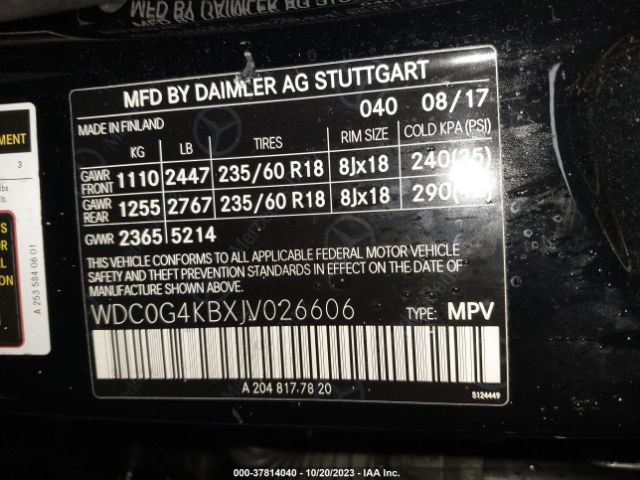 MFD BY DAIMLER AG STUTTGART
040 08/17
MADE IN FINLAND
KG LB TIRES RIM SIZE COLD KPA (PSI)
GAWR FRONT 1110 2447 235/60 R18 8Jx18 240(35)
GAWR REAR 1255 2767 235/60 R18 8Jx18 290
GVWR 2365 5214
THIS VEHICLE CONFORMS TO ALL APPLICABLE FEDERAL MOTOR VEHICLE
SAFETY AND THEFT PREVENTION STANDARDS IN EFFECT ON THE DATE OF
MANUFACTURE SHOWN ABOVE.
WDC0G4KBXJV026606 TYPE: MPV
A 204 817 78 20
5124449
A 253 584 06 01
3
lbs.
000-37814040 - 10/20/2023 - IAA Inc.